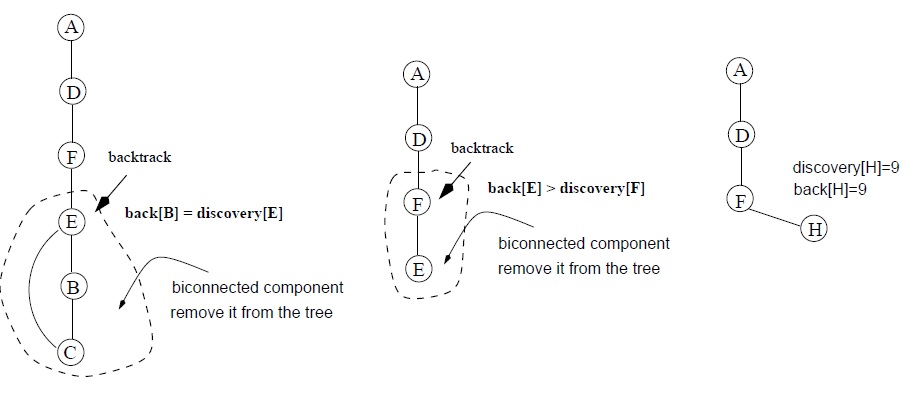 A
D
F
backtrack
E
back[B] = discovery[E]
B
biconnected component
remove it from the tree
C
A
D
backtrack
F
back[E] > discovery[F]
biconnected component
remove it from the tree
E
A
D
discovery[H]=9
back[H]=9
F
H